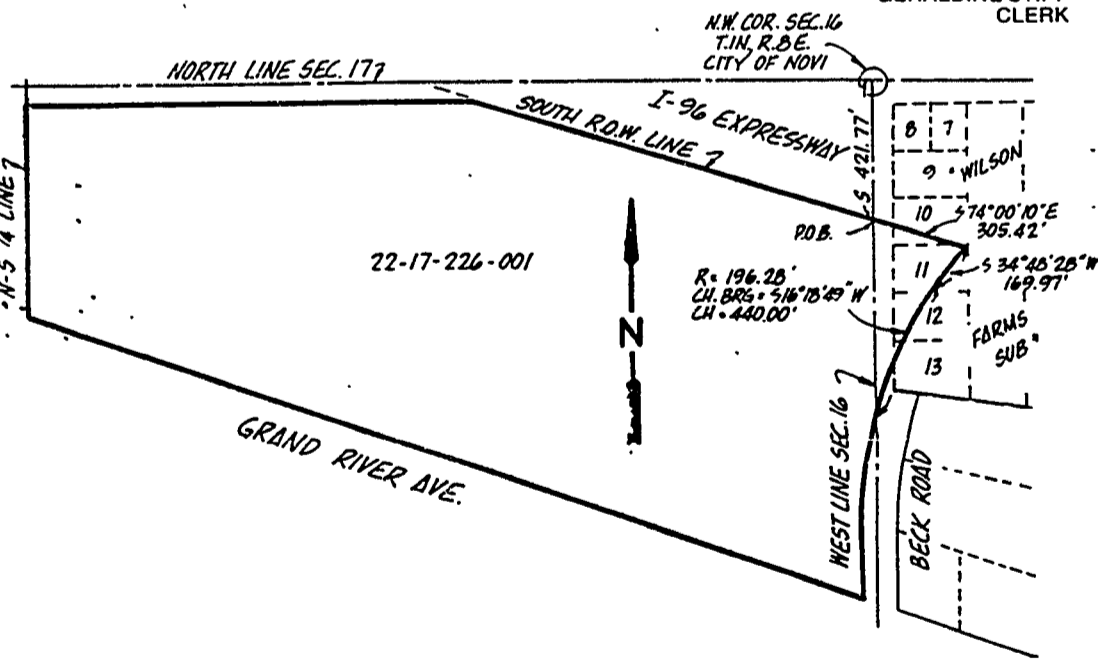 CLERK
N.W. COR. SEC. 16
T.1N, R.8E.
CITY OF NOVI
NORTH LINE SEC. 17
I-96 EXPRESSWAY
SOUTH R.O.W. LINE
S 421.77'
8 7
9 "WILSON
10
S 74°00'10"E
305.42'
P.O.B.
N-S 1/4 LINE
22-17-226-001
11
S 34°48'28"W
169.97'
R= 196.28'
CH. BRG = S16°18'49"W
CH = 440.00'
12
FARMS
SUB"
N
13
WEST LINE SEC. 16
GRAND RIVER AVE.
BECK ROAD